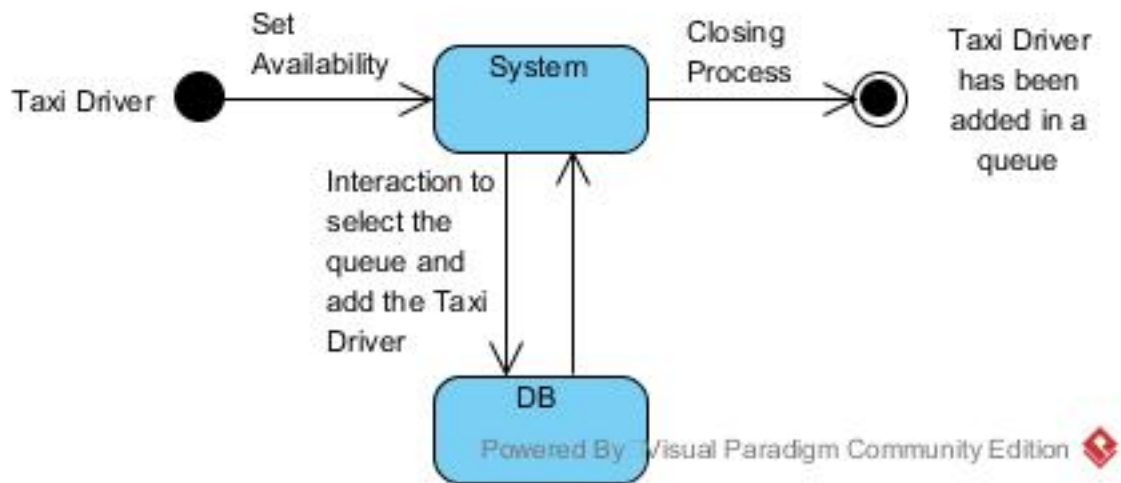 Set
Availability
Taxi Driver
System
Closing
Process
Taxi Driver
has been
added in a
queue
Interaction to
select the
queue and
add the Taxi
Driver
DB
Powered By Visual Paradigm Community Edition